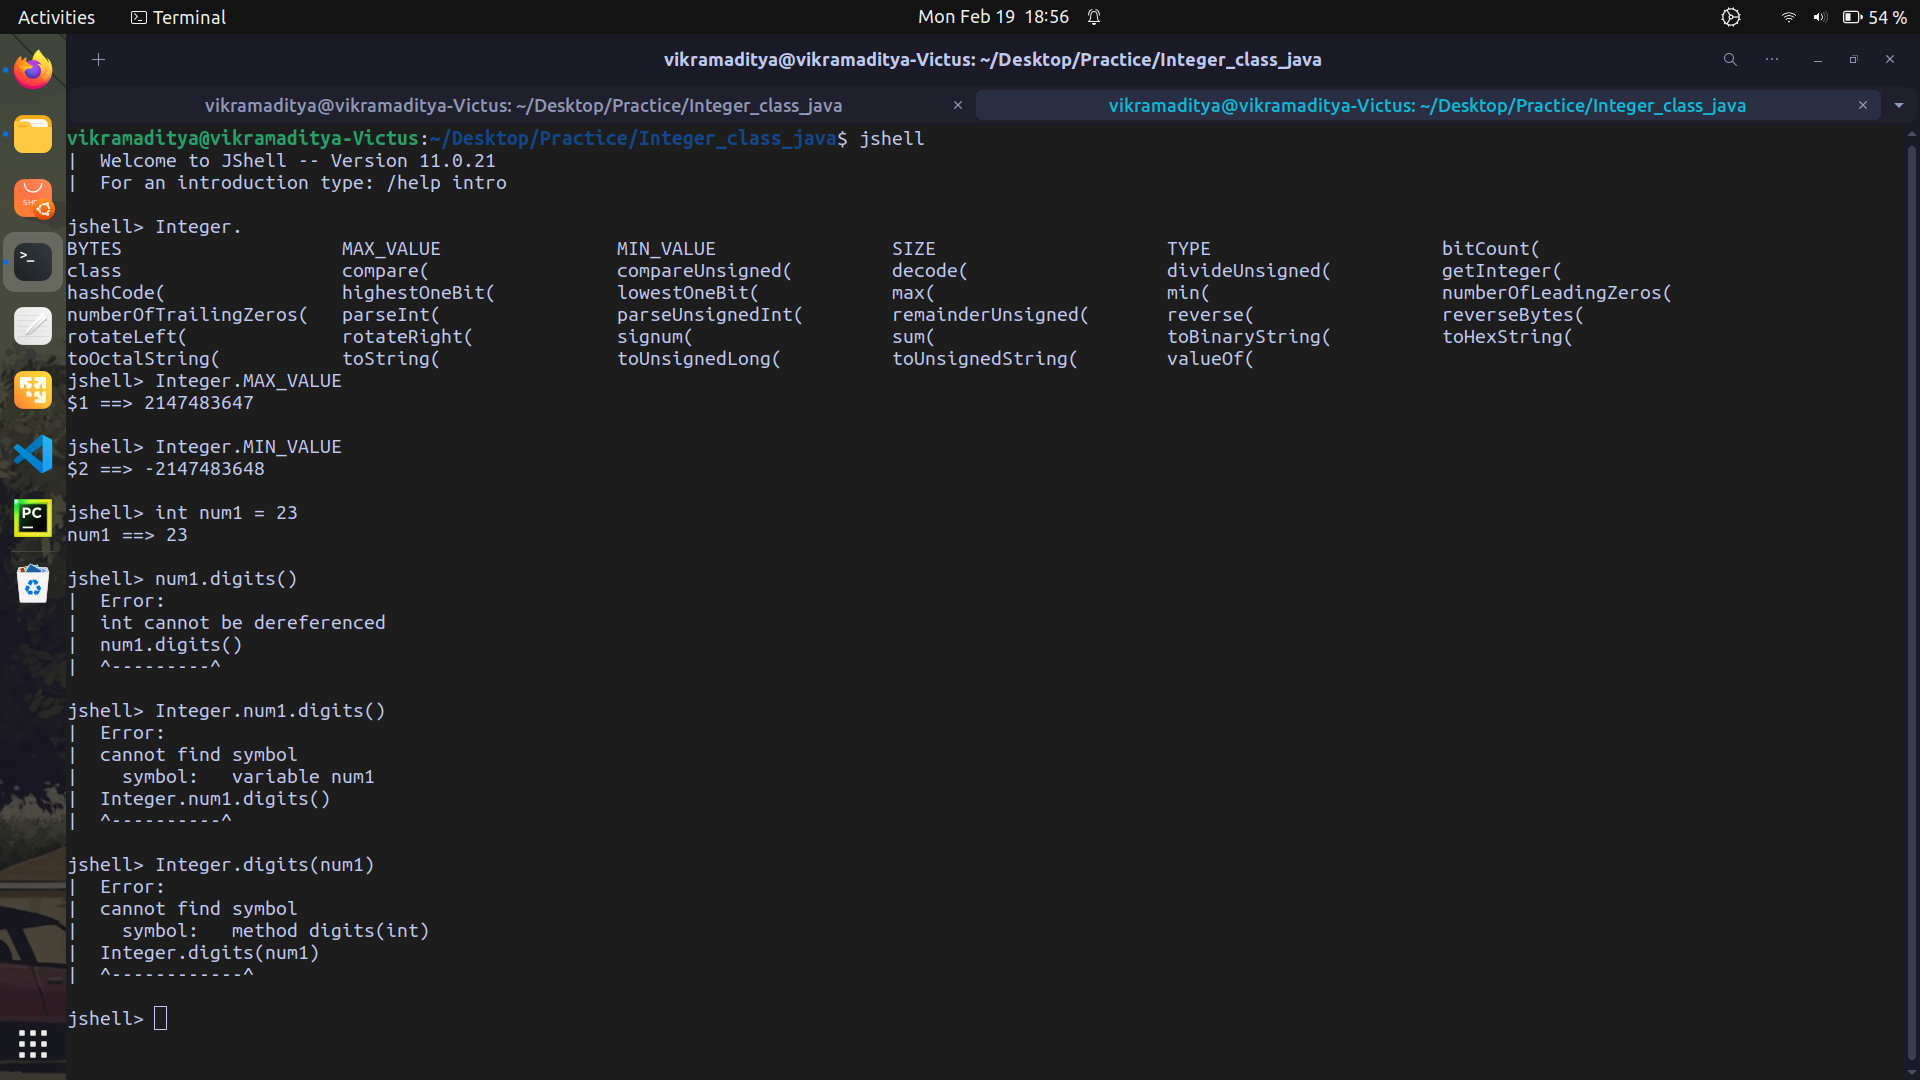 Activities Terminal Mon Feb 19 18:56 54 %
vikramaditya@vikramaditya-Victus: ~/Desktop/Practice/Integer_class_java
vikramaditya@vikramaditya-Victus: ~/Desktop/Practice/Integer_class_java × vikramaditya@vikramaditya-Victus: ~/Desktop/Practice/Integer_class_java ×
vikramaditya@vikramaditya-Victus:~/Desktop/Practice/Integer_class_java$ jshell
|  Welcome to JShell -- Version 11.0.21
|  For an introduction type: /help intro
jshell> Integer.
BYTES MAX_VALUE MIN_VALUE SIZE TYPE bitCount(
class compare( compareUnsigned( decode( divideUnsigned( getInteger(
hashCode( highestOneBit( lowestOneBit( max( min( numberOfLeadingZeros(
numberOfTrailingZeros( parseInt( parseUnsignedInt( remainderUnsigned( reverse( reverseBytes(
rotateLeft( rotateRight( signum( sum( toBinaryString( toHexString(
toOctalString( toString( toUnsignedLong( toUnsignedString( valueOf(
jshell> Integer.MAX_VALUE
$1 ==> 2147483647
jshell> Integer.MIN_VALUE
$2 ==> -2147483648
jshell> int num1 = 23
num1 ==> 23
jshell> num1.digits()
|  Error:
|  int cannot be dereferenced
|  num1.digits()
|  ^---------^
jshell> Integer.num1.digits()
|  Error:
|  cannot find symbol
|    symbol:   variable num1
|  Integer.num1.digits()
|  ^----------^
jshell> Integer.digits(num1)
|  Error:
|  cannot find symbol
|    symbol:   method digits(int)
|  Integer.digits(num1)
|  ^------------^
jshell>
PC